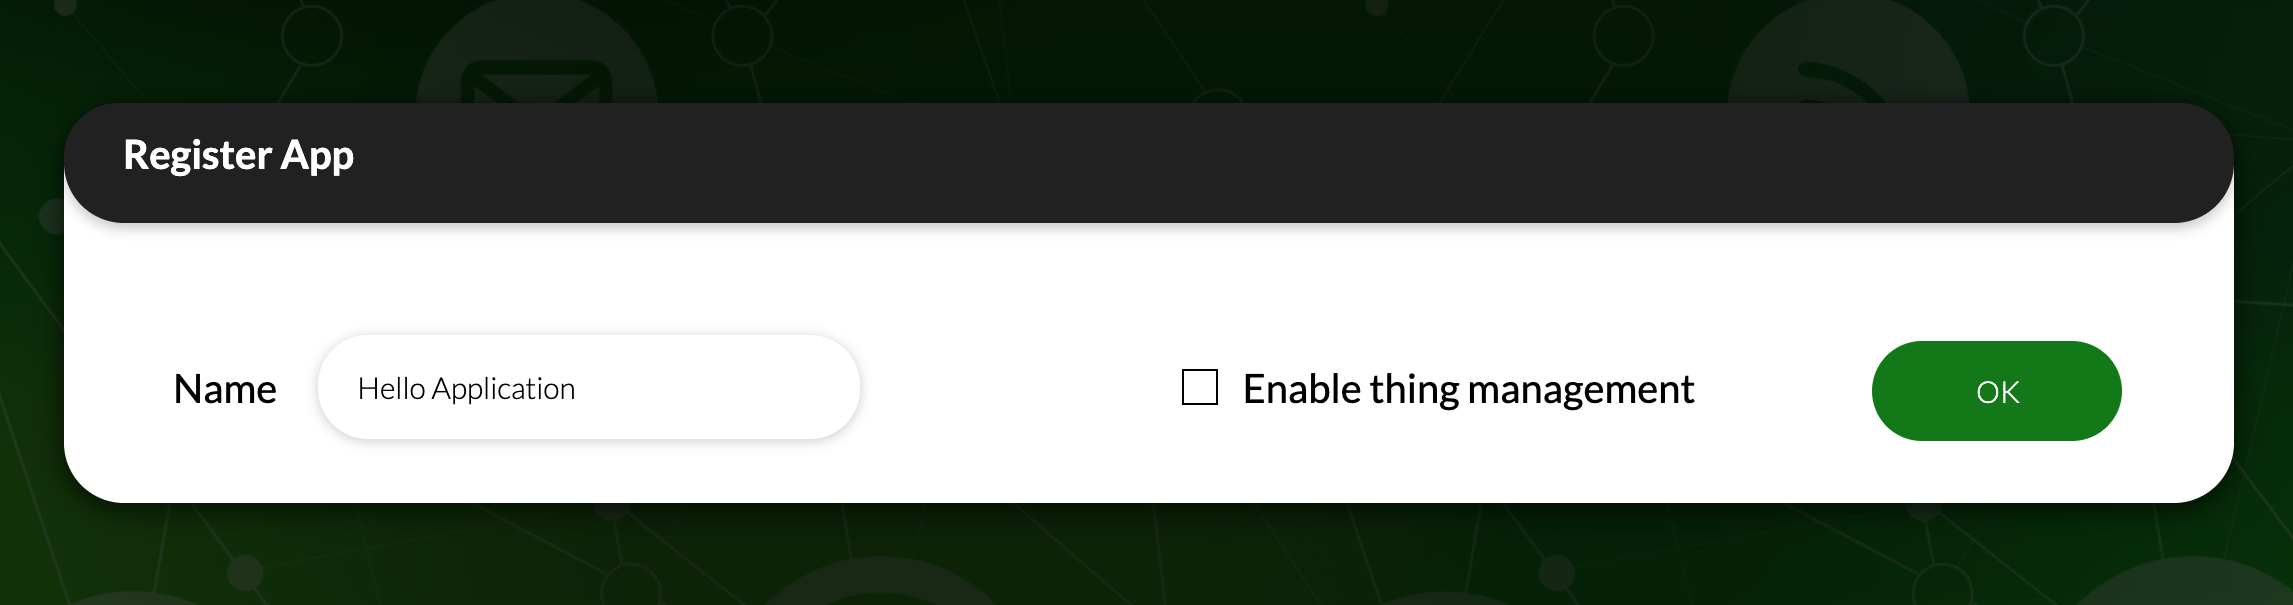 Register App
Name
Hello Application
Enable thing management
OK